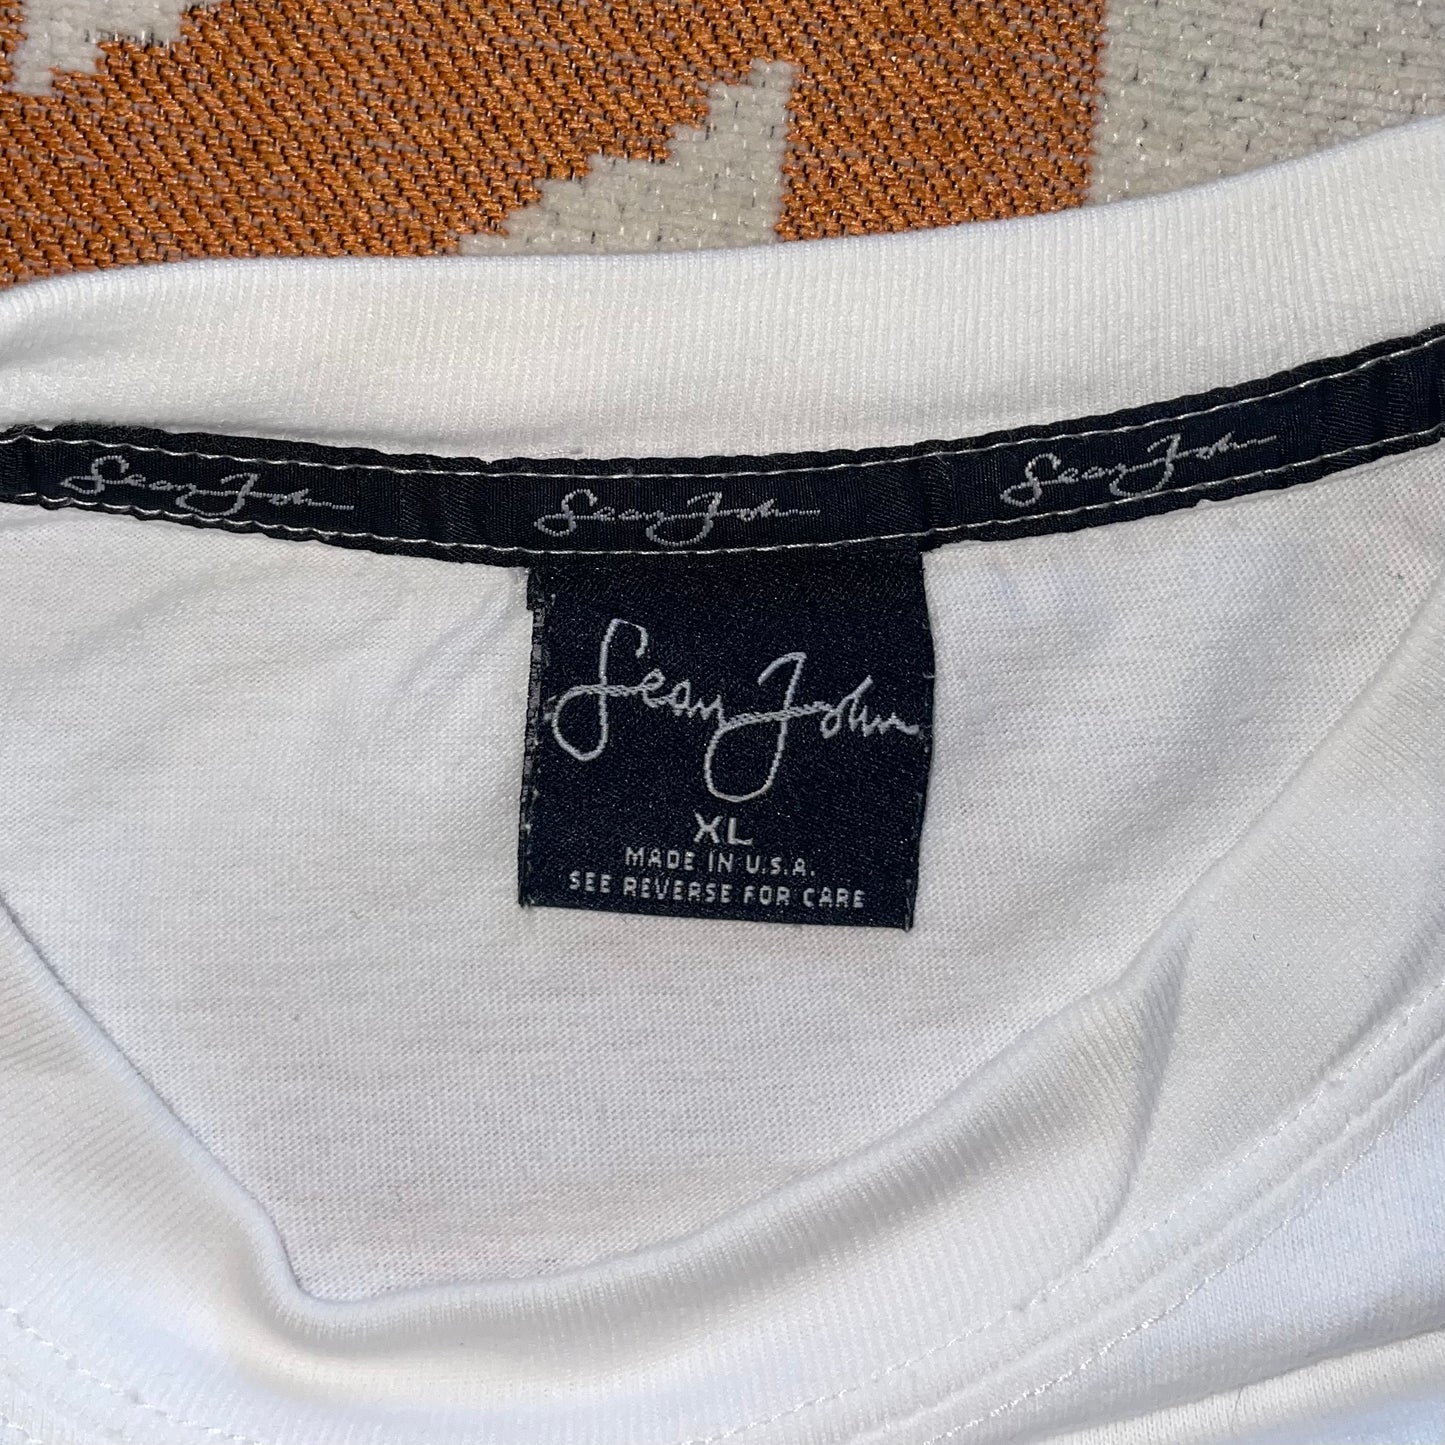 Sean John
Sean John
Sean John
Sean John
XL
MADE IN U.S.A.
SEE REVERSE FOR CARE